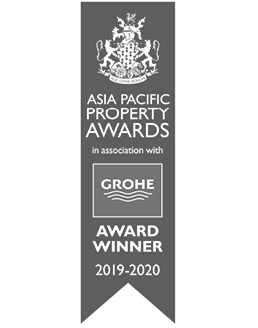 ASIA PACIFIC
PROPERTY
AWARDS
in association with
GROHE
AWARD
WINNER
2019-2020